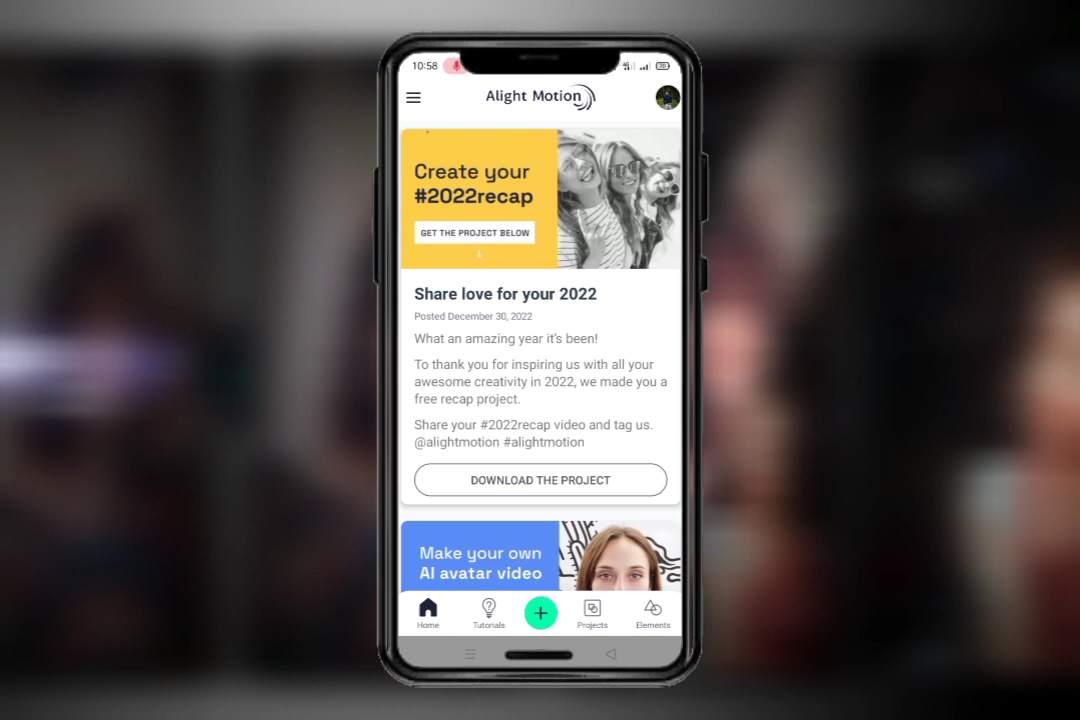 10:58
Alight Motion
Create your
#2022recap
GET THE PROJECT BELOW
Share love for your 2022
Posted December 30, 2022
What an amazing year it's been!
To thank you for inspiring us with all your
awesome creativity in 2022, we made you a
free recap project.
Share your #2022recap video and tag us.
@alightmotion #alightmotion
DOWNLOAD THE PROJECT
Make your own
AI avatar video
Home
Tutorials
Projects
Elements